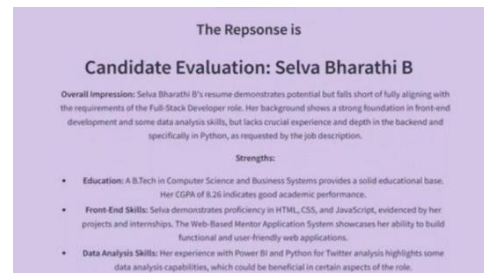 The Repsonse is
Candidate Evaluation: Selva Bharathi B
Overall Impression: Selva Bharathi B's resume demonstrates potential but falls short of fully aligning with
the requirements of the Full-Stack Developer role. Her background shows a strong foundation in front-end
development and some data analysis skills, but lacks crucial experience and depth in the backend and
specifically in Python, as requested by the job description.
Strengths:
• Education: A B.Tech in Computer Science and Business Systems provides a solid educational base.
Her CGPA of 8.26 indicates good academic performance.
• Front-End Skills: Selva demonstrates proficiency in HTML, CSS, and JavaScript, evidenced by her
projects and internships. The Web-Based Mentor Application System showcases her ability to build
functional and user-friendly web applications.
• Data Analysis Skills: Her experience with Power BI and Python for Twitter analysis highlights some
data analysis capabilities, which could be beneficial in certain aspects of the role.